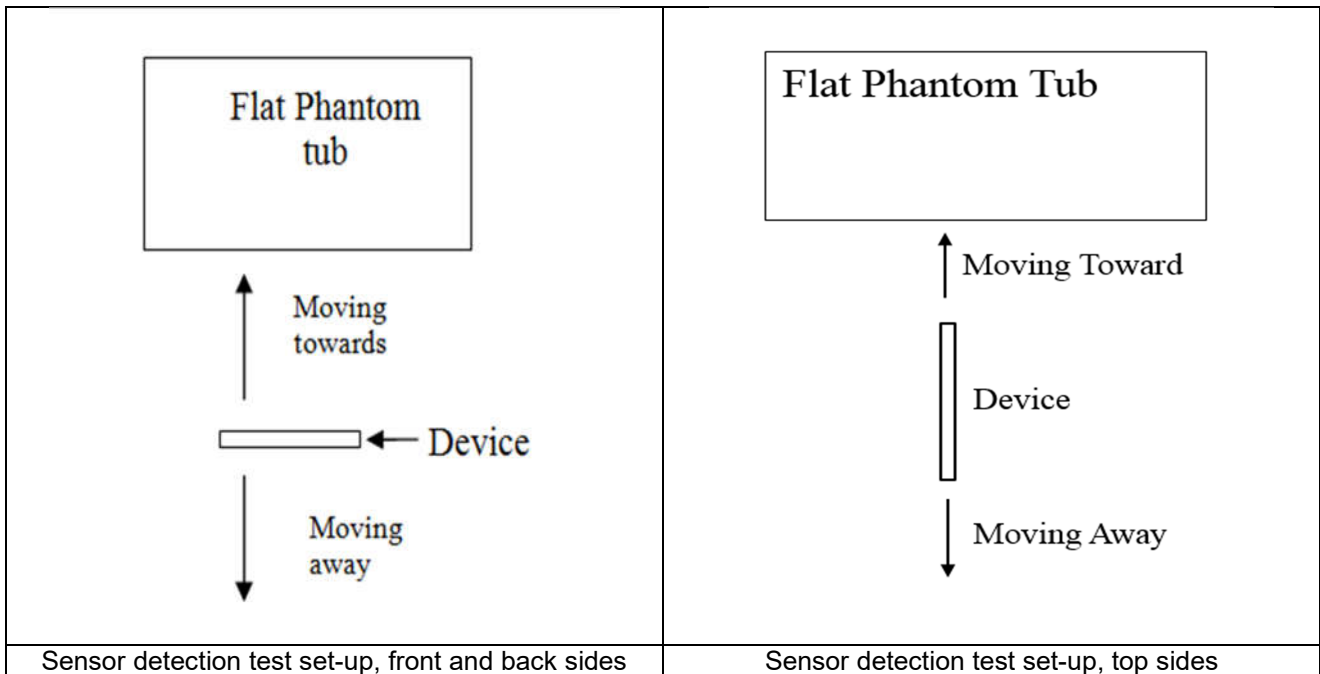 Flat Phantom
tub
Moving
towards
Device
Moving
away
Sensor detection test set-up, front and back sides
Flat Phantom Tub
Moving Toward
Device
Moving Away
Sensor detection test set-up, top sides